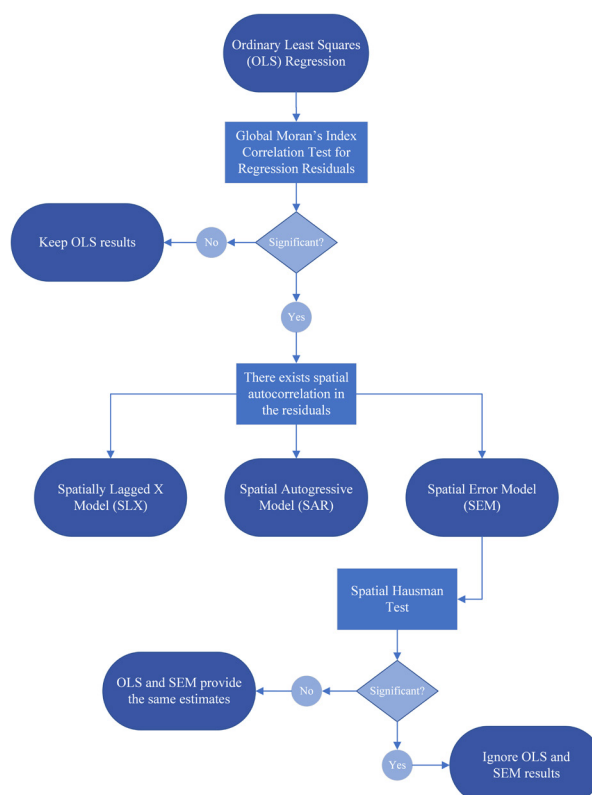 Ordinary Least Squares
(OLS) Regression
Global Moran's Index
Correlation Test for
Regression Residuals
Significant?
No
Keep OLS results
Yes
There exists spatial
autocorrelation in
the residuals
Spatially Lagged X
Model (SLX)
Spatial Autogressive
Model (SAR)
Spatial Error Model
(SEM)
Spatial Hausman
Test
Significant?
No
OLS and SEM provide
the same estimates
Yes
Ignore OLS and
SEM results